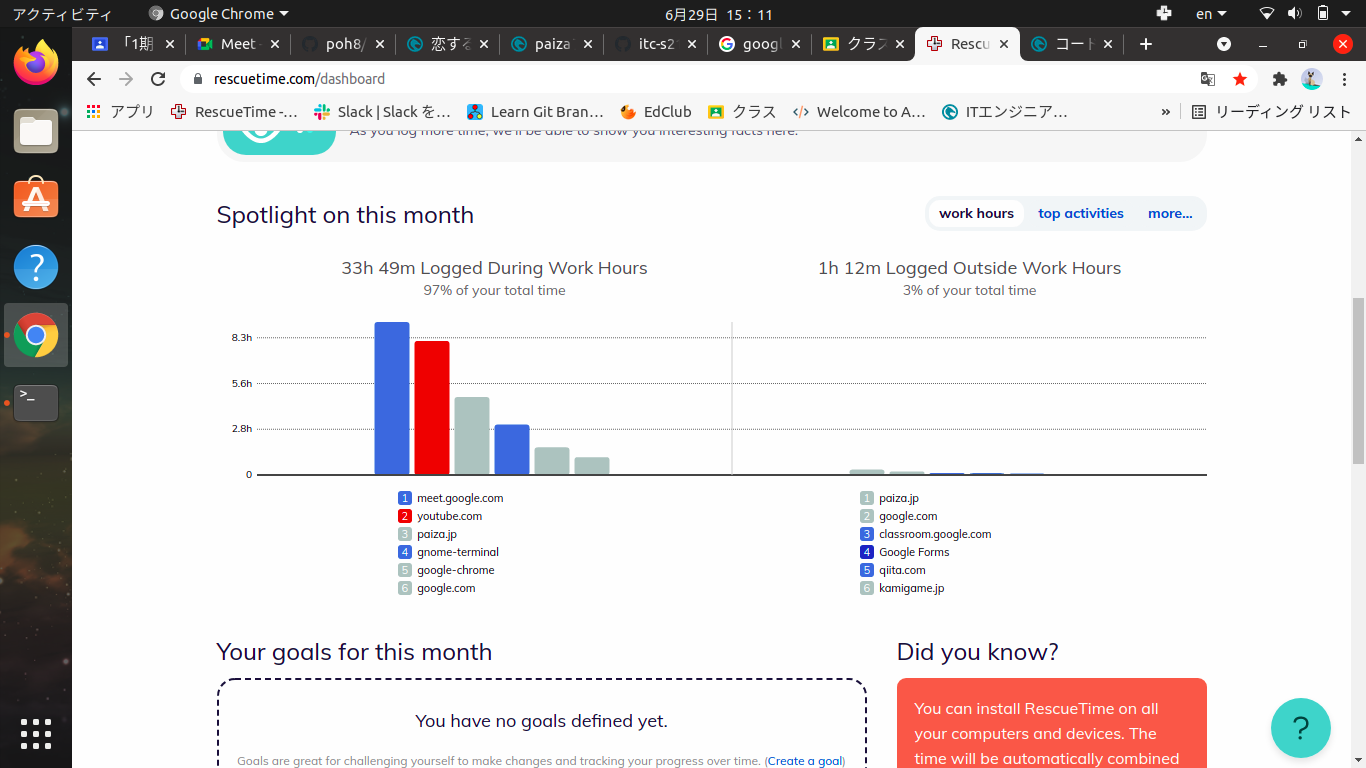 アクティビティ Google Chrome 6月29日 15：11 en
「1期 Meet - poh8/ 恋する paiza itc-s2 googl クラス Rescu コート
rescuetime.com/dashboard
アプリ RescueTime -... Slack | Slack を... Learn Git Bran... EdClub クラス Welcome to A... ITエンジニア... » リーディング リスト
As you log more time, we'll be able to show you interesting facts here.
Spotlight on this month work hours top activities more...
33h 49m Logged During Work Hours 1h 12m Logged Outside Work Hours
97% of your total time 3% of your total time
8.3h
5.6h
2.8h
0
1 meet.google.com
2 youtube.com
3 paiza.jp
4 gnome-terminal
5 google-chrome
6 google.com
1 paiza.jp
2 google.com
3 classroom.google.com
4 Google Forms
5 qiita.com
6 kamigame.jp
Your goals for this month
You have no goals defined yet.
Goals are great for challenging yourself to make changes and tracking your progress over time. (Create a goal)
Did you know?
You can install RescueTime on all
your computers and devices. The
time will be automatically combined
?